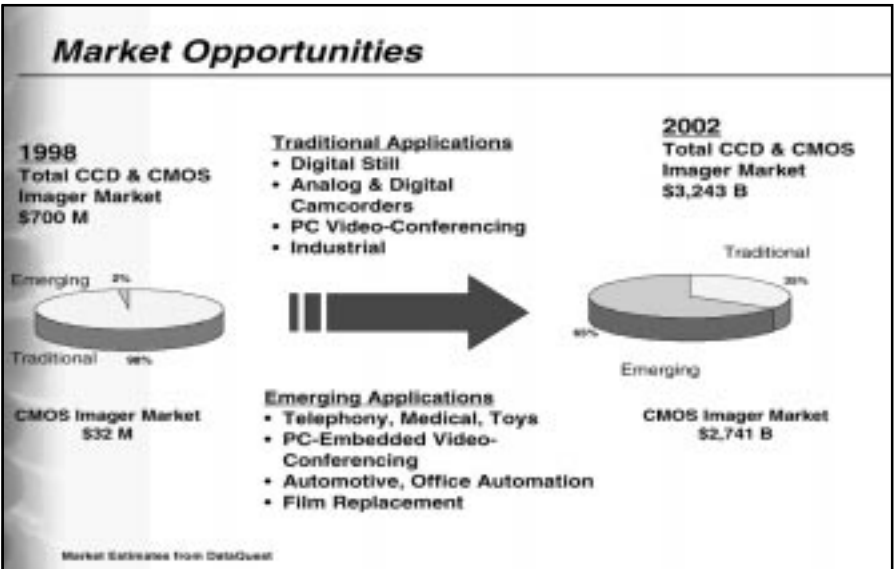 Market Opportunities
1998
Total CCD & CMOS
Imager Market
$700 M
Emerging
2%
Traditional
98%
CMOS Imager Market
$32 M
Traditional Applications
• Digital Still
• Analog & Digital
Camcorders
• PC Video-Conferencing
• Industrial
Emerging Applications
• Telephony, Medical, Toys
• PC-Embedded Video-
Conferencing
• Automotive, Office Automation
• Film Replacement
2002
Total CCD & CMOS
Imager Market
$3,243 B
Traditional
35%
65%
Emerging
CMOS Imager Market
$2,741 B
Market Estimates from DataQuest